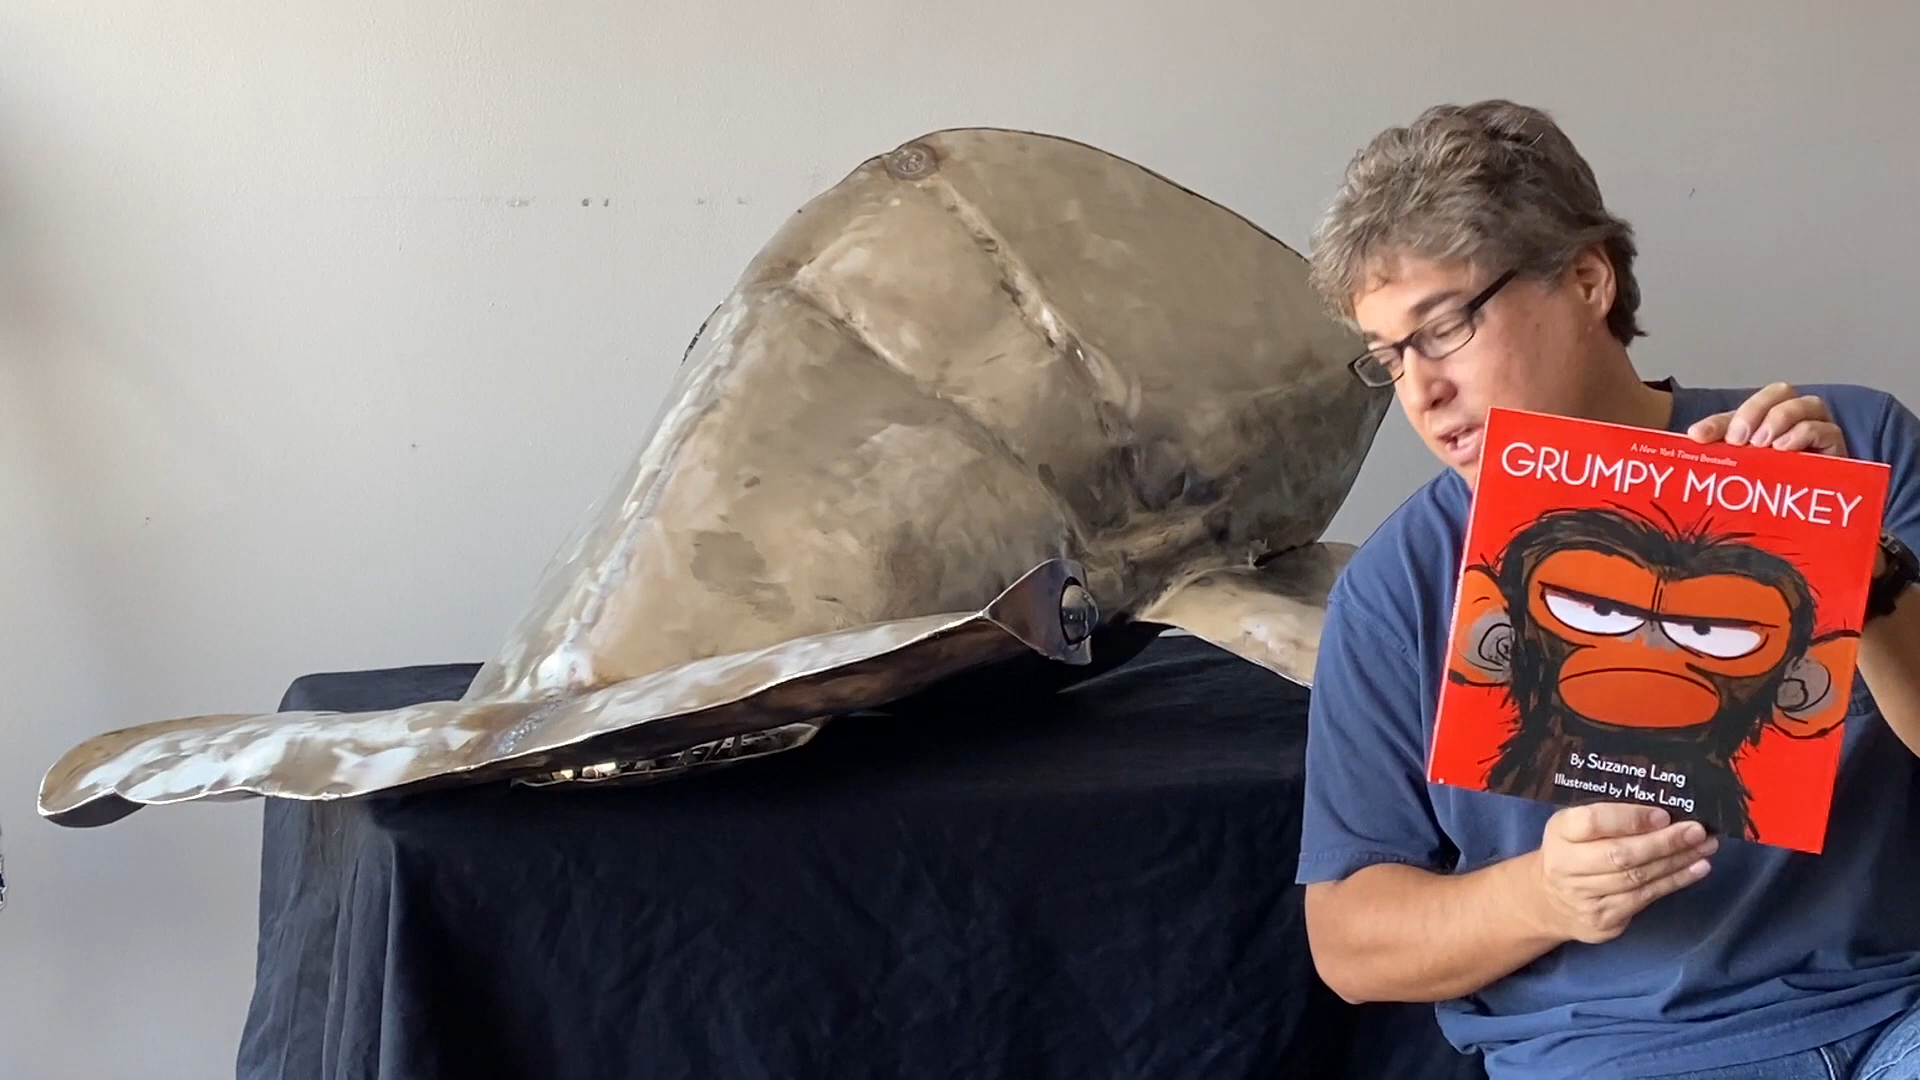 A New York Times Bestseller
GRUMPY MONKEY
By Suzanne Lang
Illustrated by Max Lang